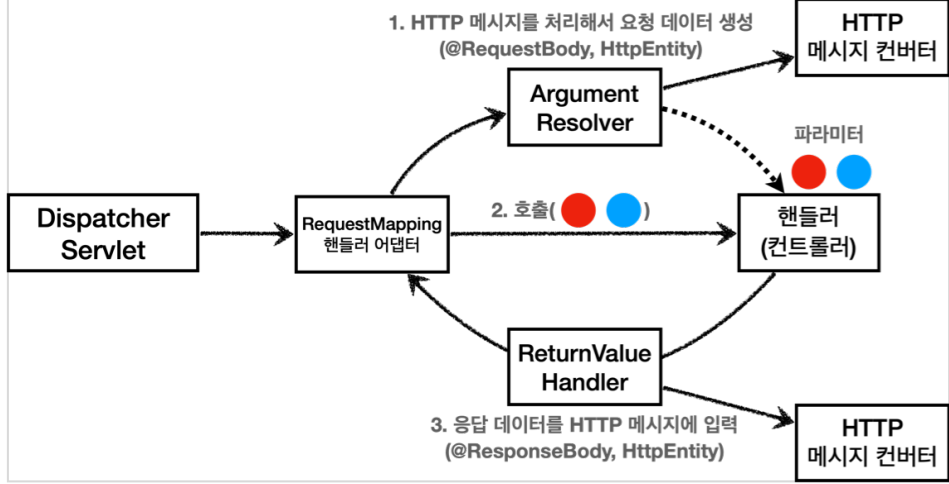 1. HTTP 메시지를 처리해서 요청 데이터 생성
(@RequestBody, HttpEntity)
HTTP
메시지 컨버터
Argument
Resolver
파라미터
Dispatcher
Servlet
RequestMapping
핸들러 어댑터
2. 호출( )
핸들러
(컨트롤러)
ReturnValue
Handler
3. 응답 데이터를 HTTP 메시지에 입력
(@ResponseBody, HttpEntity)
HTTP
메시지 컨버터